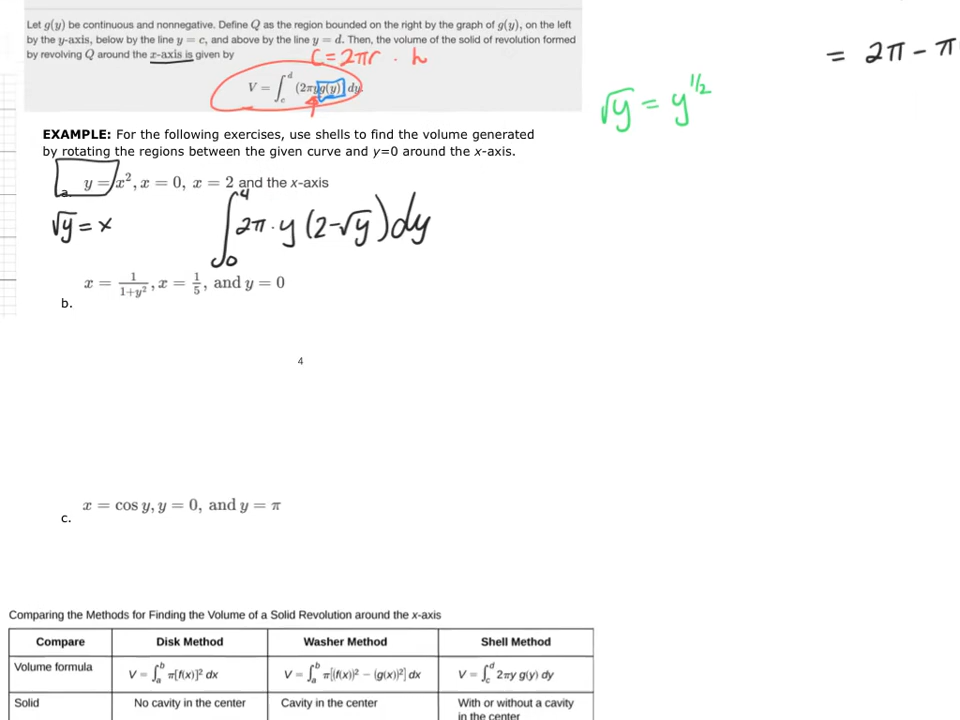 Let g(y) be continuous and nonnegative. Define Q as the region bounded on the right by the graph of g(y), on the left
by the y-axis, below by the line y = c, and above by the line y = d. Then, the volume of the solid of revolution formed
by revolving Q around the x-axis is given by
C = 2πr · h
= 2π − π
V = ∫_c^d (2πyg(y)) dy.
√y = y^{1/2}
EXAMPLE: For the following exercises, use shells to find the volume generated
by rotating the regions between the given curve and y=0 around the x-axis.
a. y = x², x = 0, x = 2 and the x-axis
√y = x
∫_0^4 2π · y (2-√y) dy
b. x = 1/(1+y²), x = 1/5, and y = 0
4
c. x = cos y, y = 0, and y = π
Comparing the Methods for Finding the Volume of a Solid Revolution around the x-axis
Compare Disk Method Washer Method Shell Method
Volume formula V = ∫_a^b π[f(x)]² dx V = ∫_a^b π[(f(x))² − (g(x))²] dx V = ∫_c^d 2πy g(y) dy
Solid No cavity in the center Cavity in the center With or without a cavity
in the center